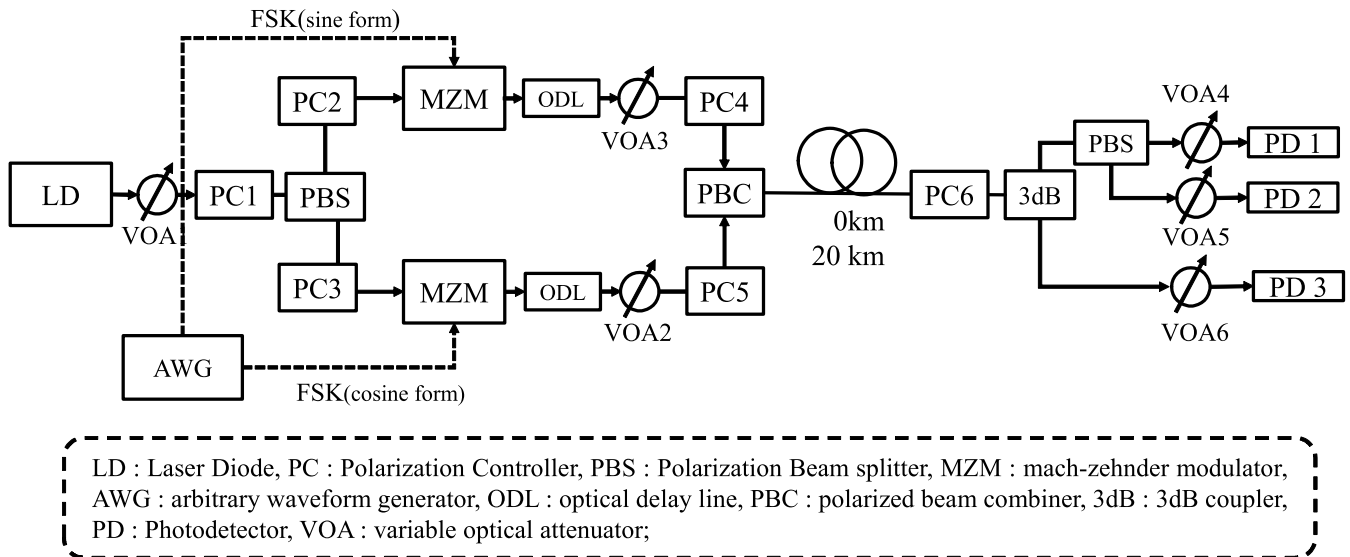 FSK(sine form)
PC2
MZM
ODL
VOA3
PC4
VOA4
PBS
PD 1
LD
VOA
PC1
PBS
PBC
0km
20 km
PC6
3dB
VOA5
PD 2
PC3
MZM
ODL
VOA2
PC5
VOA6
PD 3
AWG
FSK(cosine form)
LD : Laser Diode, PC : Polarization Controller, PBS : Polarization Beam splitter, MZM : mach-zehnder modulator,
AWG : arbitrary waveform generator, ODL : optical delay line, PBC : polarized beam combiner, 3dB : 3dB coupler,
PD : Photodetector, VOA : variable optical attenuator;